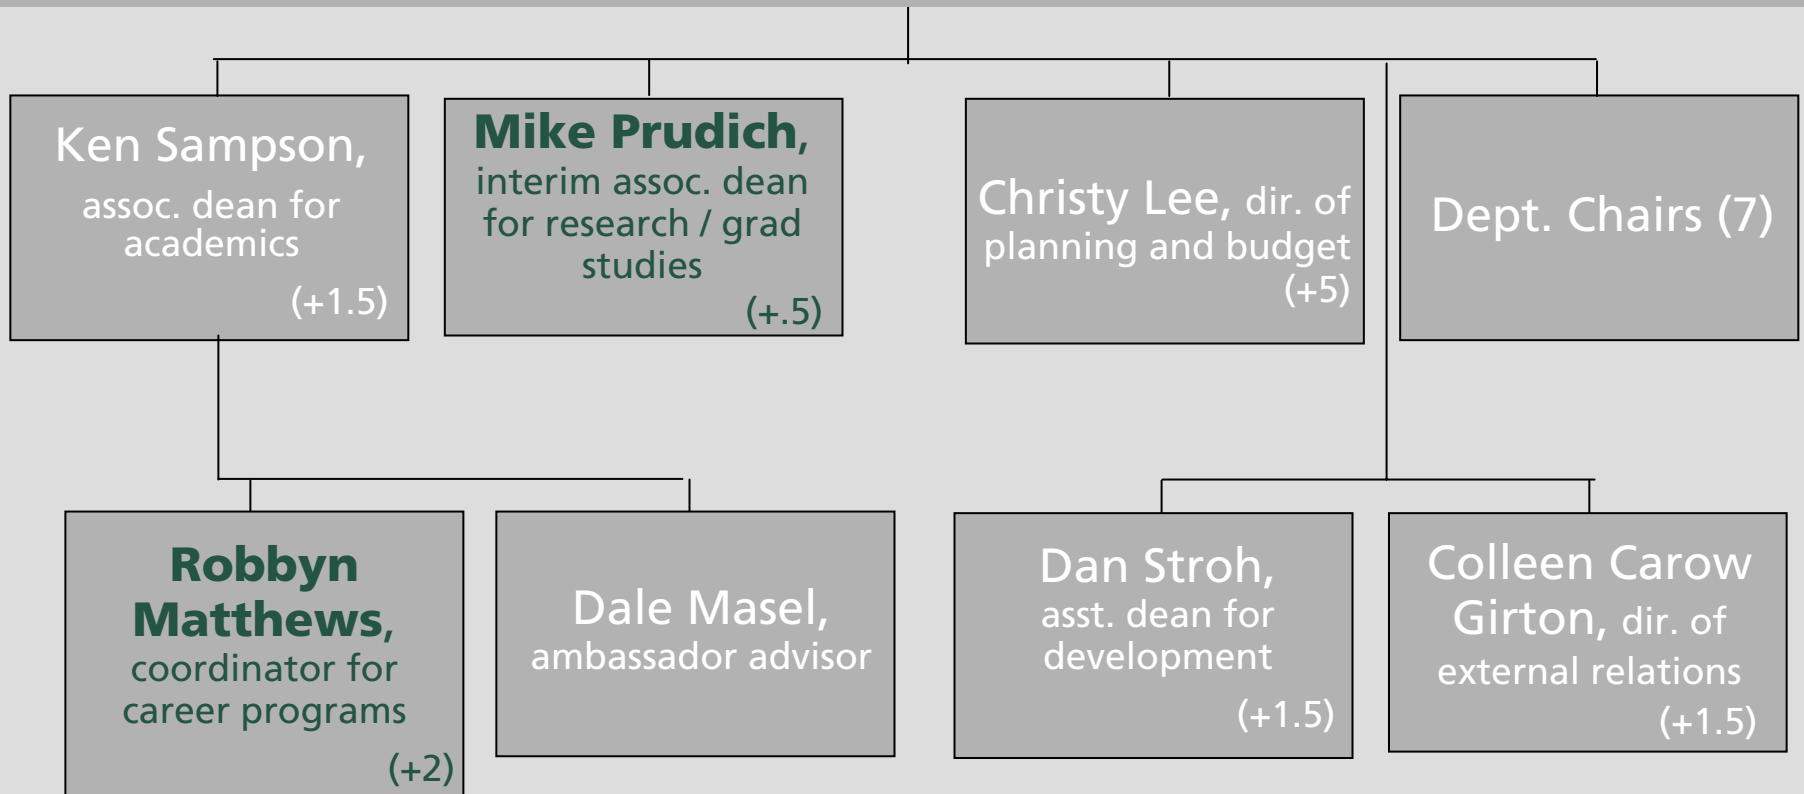 Ken Sampson,
assoc. dean for
academics
(+1.5)
Mike Prudich,
interim assoc. dean
for research / grad
studies
(+.5)
Christy Lee, dir. of
planning and budget
(+5)
Dept. Chairs (7)
Robbyn
Matthews,
coordinator for
career programs
(+2)
Dale Masel,
ambassador advisor
Dan Stroh,
asst. dean for
development
(+1.5)
Colleen Carow
Girton, dir. of
external relations
(+1.5)